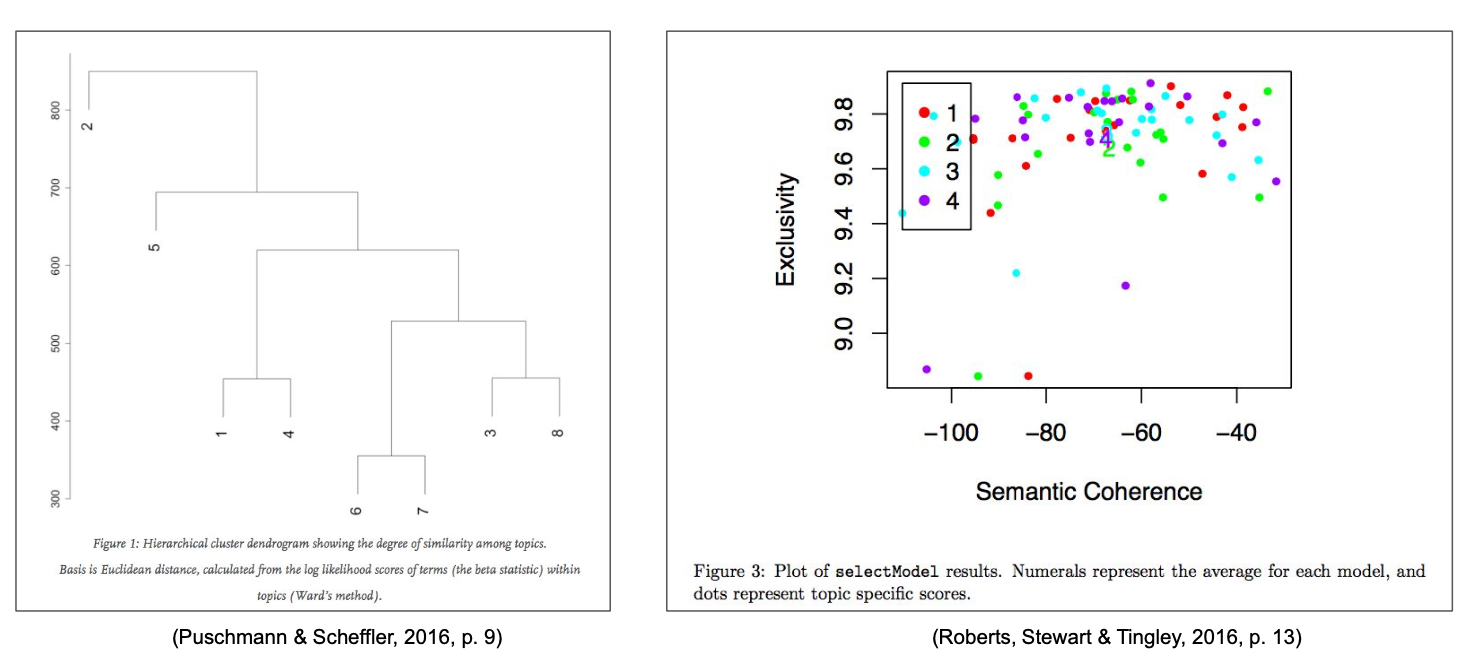 800
700
600
500
400
300
2
5
1
4
3
8
6
7
Figure 1: Hierarchical cluster dendrogram showing the degree of similarity among topics.
Basis is Euclidean distance, calculated from the log likelihood scores of terms (the beta statistic) within
topics (Ward's method).
(Puschmann & Scheffler, 2016, p. 9)
Exclusivity
9.8
9.6
9.4
9.2
9.0
1
2
3
4
4
2
−100 −80 −60 −40
Semantic Coherence
Figure 3: Plot of selectModel results. Numerals represent the average for each model, and
dots represent topic specific scores.
(Roberts, Stewart & Tingley, 2016, p. 13)